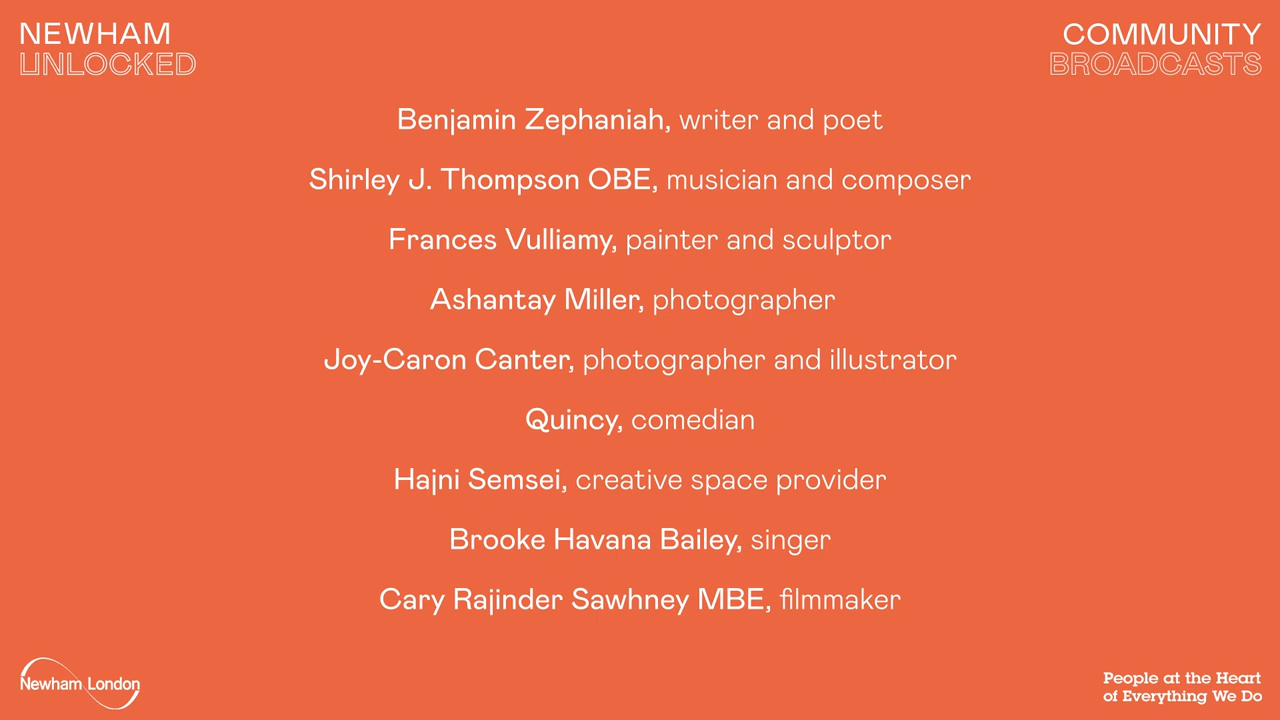 NEWHAM
UNLOCKED
COMMUNITY
BROADCASTS
Benjamin Zephaniah, writer and poet
Shirley J. Thompson OBE, musician and composer
Frances Vulliamy, painter and sculptor
Ashantay Miller, photographer
Joy-Caron Canter, photographer and illustrator
Quincy, comedian
Hajni Semsei, creative space provider
Brooke Havana Bailey, singer
Cary Rajinder Sawhney MBE, filmmaker
Newham London
People at the Heart
of Everything We Do